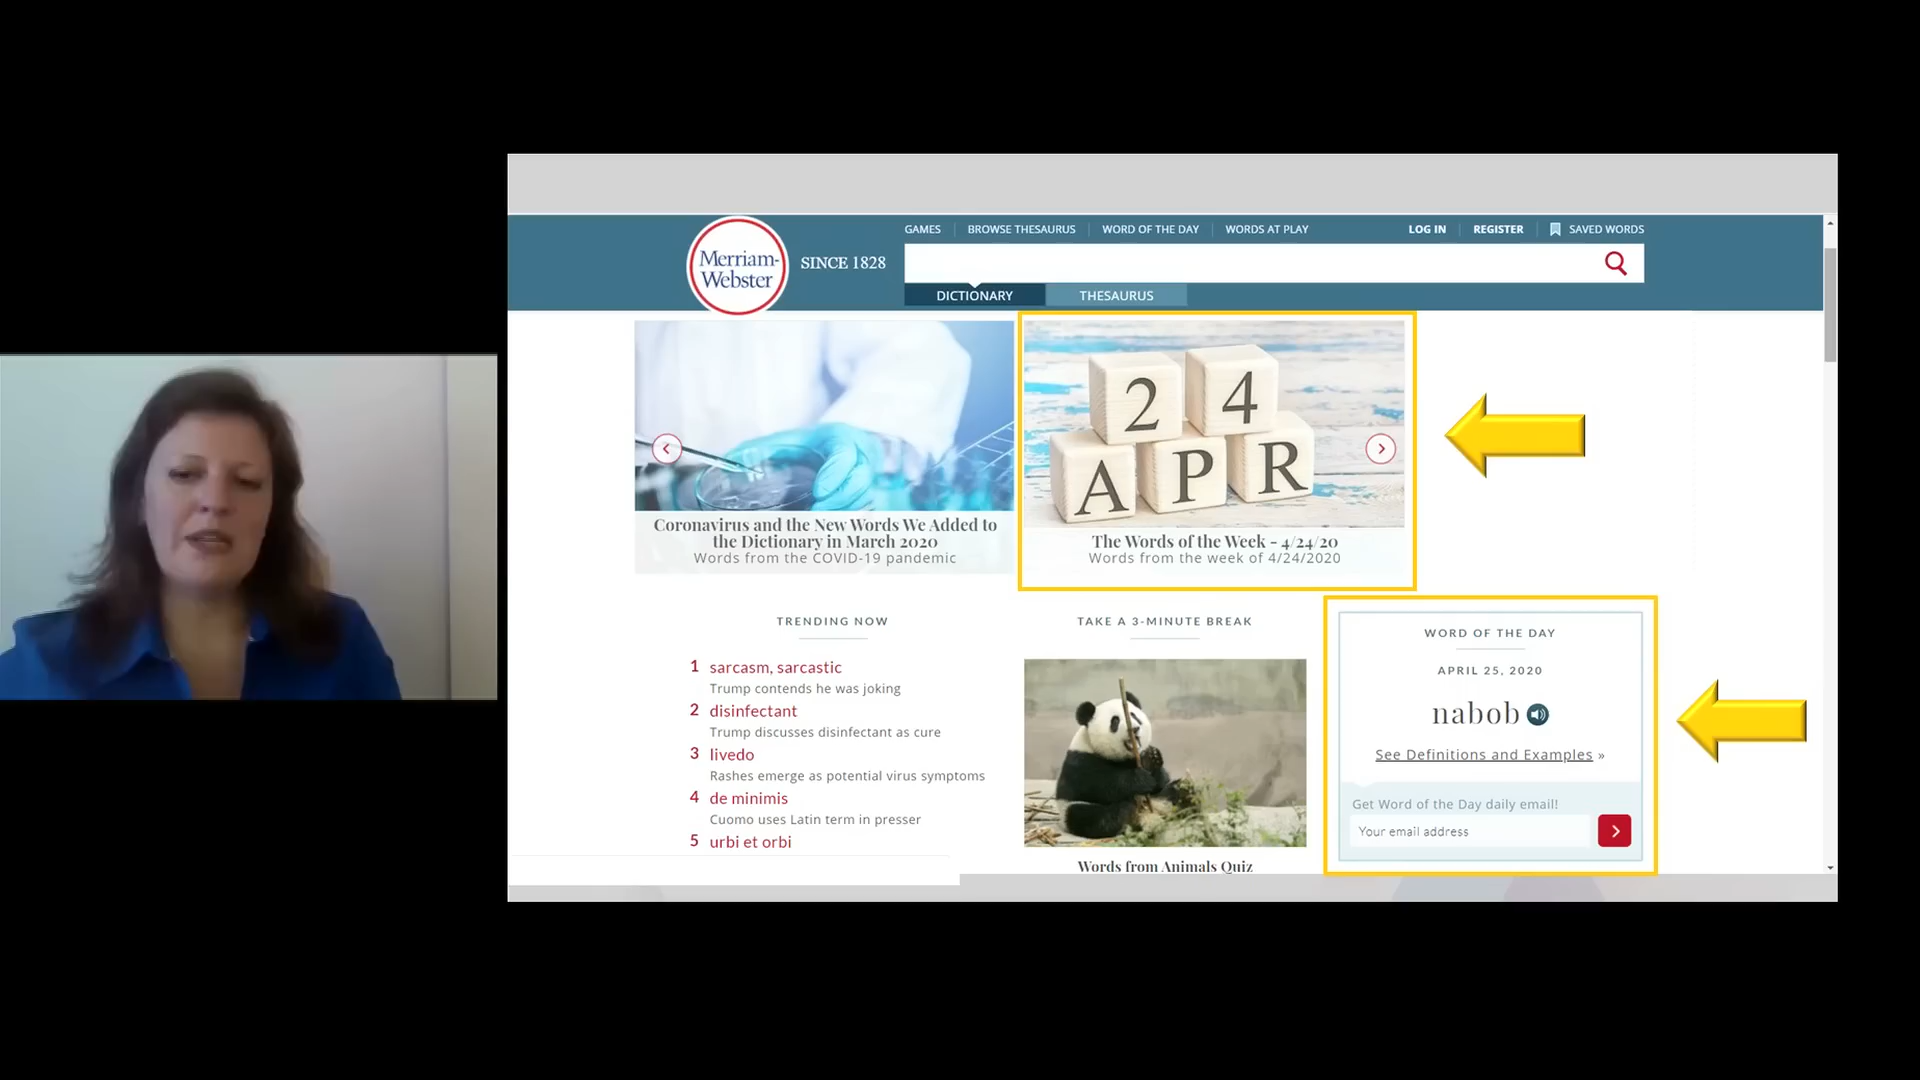 GAMES
BROWSE THESAURUS
WORD OF THE DAY
WORDS AT PLAY
LOG IN
REGISTER
SAVED WORDS
Merriam-
Webster
SINCE 1828
DICTIONARY
THESAURUS
24
APR
Coronavirus and the New Words We Added to
the Dictionary in March 2020
Words from the COVID-19 pandemic
The Words of the Week - 4/24/20
Words from the week of 4/24/2020
TRENDING NOW
1 sarcasm, sarcastic
Trump contends he was joking
2 disinfectant
Trump discusses disinfectant as cure
3 livedo
Rashes emerge as potential virus symptoms
4 de minimis
Cuomo uses Latin term in presser
5 urbi et orbi
TAKE A 3-MINUTE BREAK
Words from Animals Quiz
WORD OF THE DAY
APRIL 25, 2020
nabob
See Definitions and Examples »
Get Word of the Day daily email!
Your email address